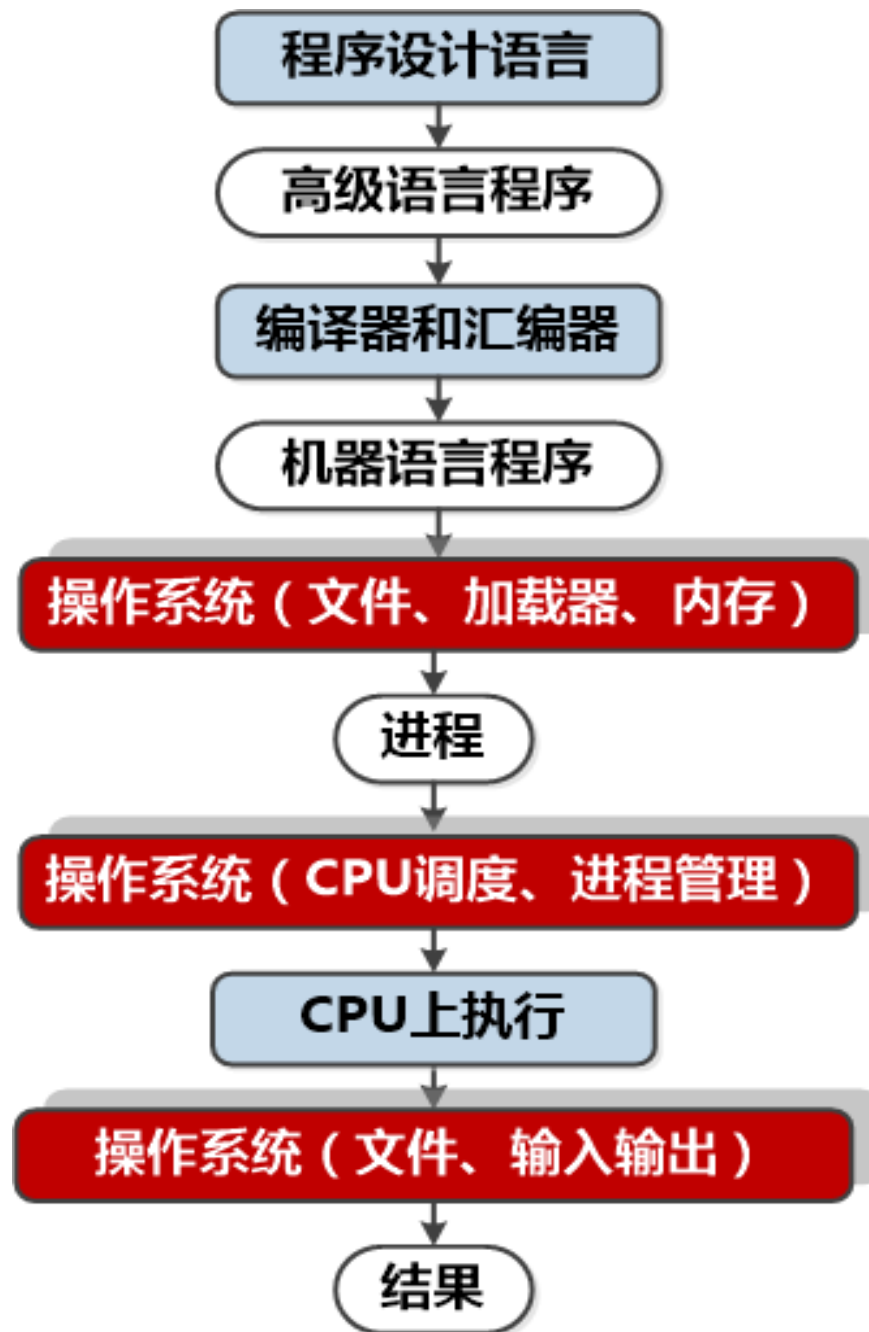 程序设计语言
高级语言程序
编译器和汇编器
机器语言程序
操作系统（文件、加载器、内存）
进程
操作系统（CPU调度、进程管理）
CPU上执行
操作系统（文件、输入输出）
结果